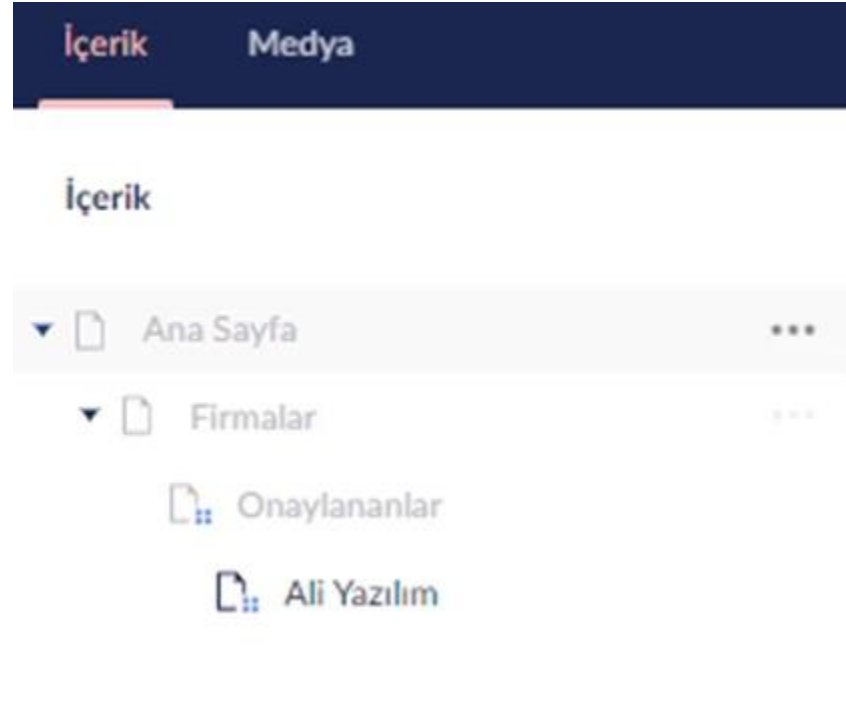 İçerik Medya
İçerik
Ana Sayfa
Firmalar
Onaylananlar
Ali Yazılım